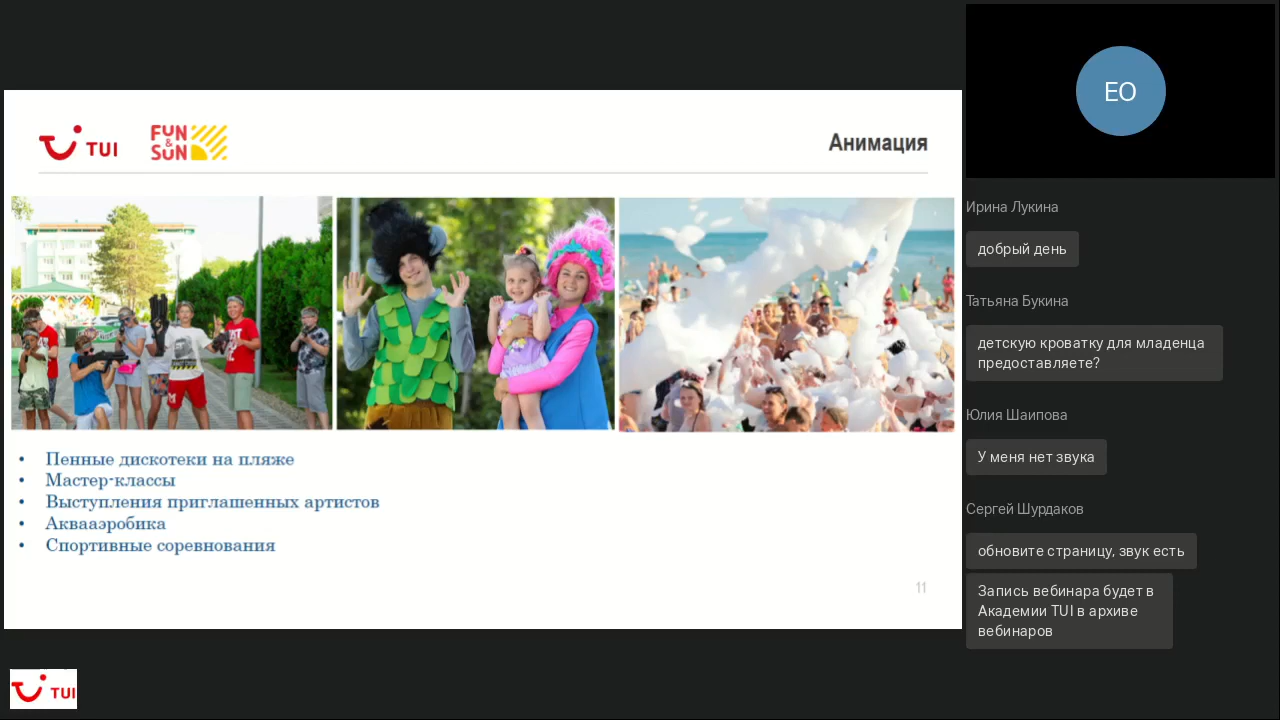 TUI
FUN
&
SUN
Анимация
Пенные дискотеки на пляже
Мастер-классы
Выступления приглашенных артистов
Аквааэробика
Спортивные соревнования
11
TUI
EO
Ирина Лукина
добрый день
Татьяна Букина
детскую кроватку для младенца
предоставляете?
Юлия Шаипова
У меня нет звука
Сергей Шурдаков
обновите страницу, звук есть
Запись вебинара будет в
Академии TUI в архиве
вебинаров